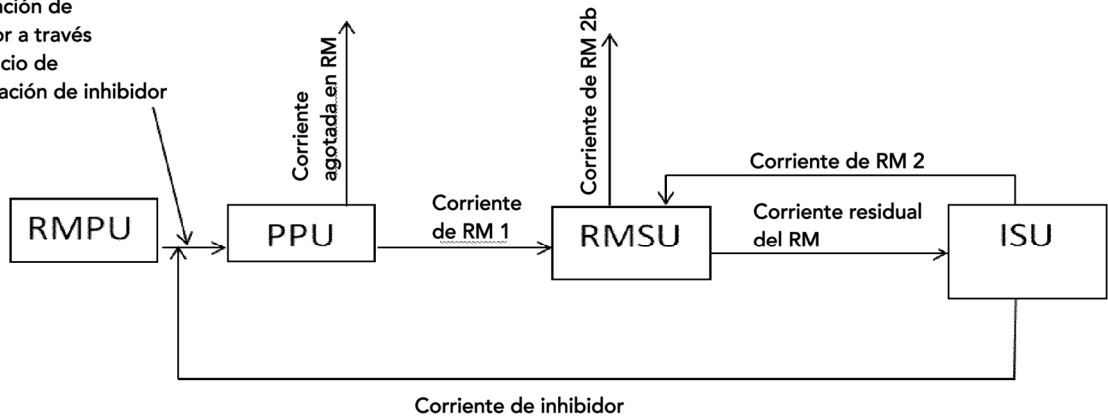 ación de
or a través
cio de
ación de inhibidor
Corriente
agotada en RM
Corriente de RM 2b
Corriente de RM 2
RMPU
PPU
Corriente
de RM 1
RMSU
Corriente residual
del RM
ISU
Corriente de inhibidor